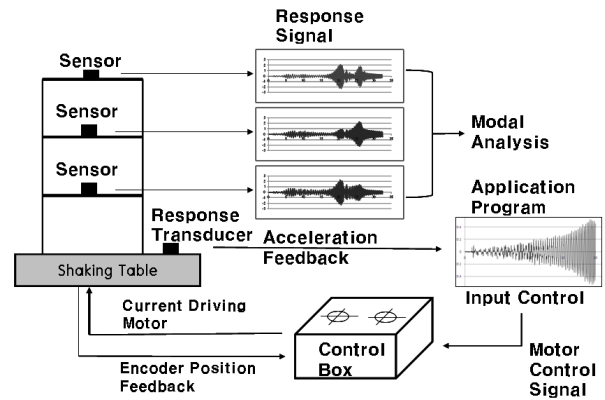 Response
Signal
Sensor
Sensor
Sensor
Modal
Analysis
Response
Transducer
Acceleration
Feedback
Application
Program
Shaking Table
Input Control
Current Driving
Motor
Control
Box
Encoder Position
Feedback
Motor
Control
Signal